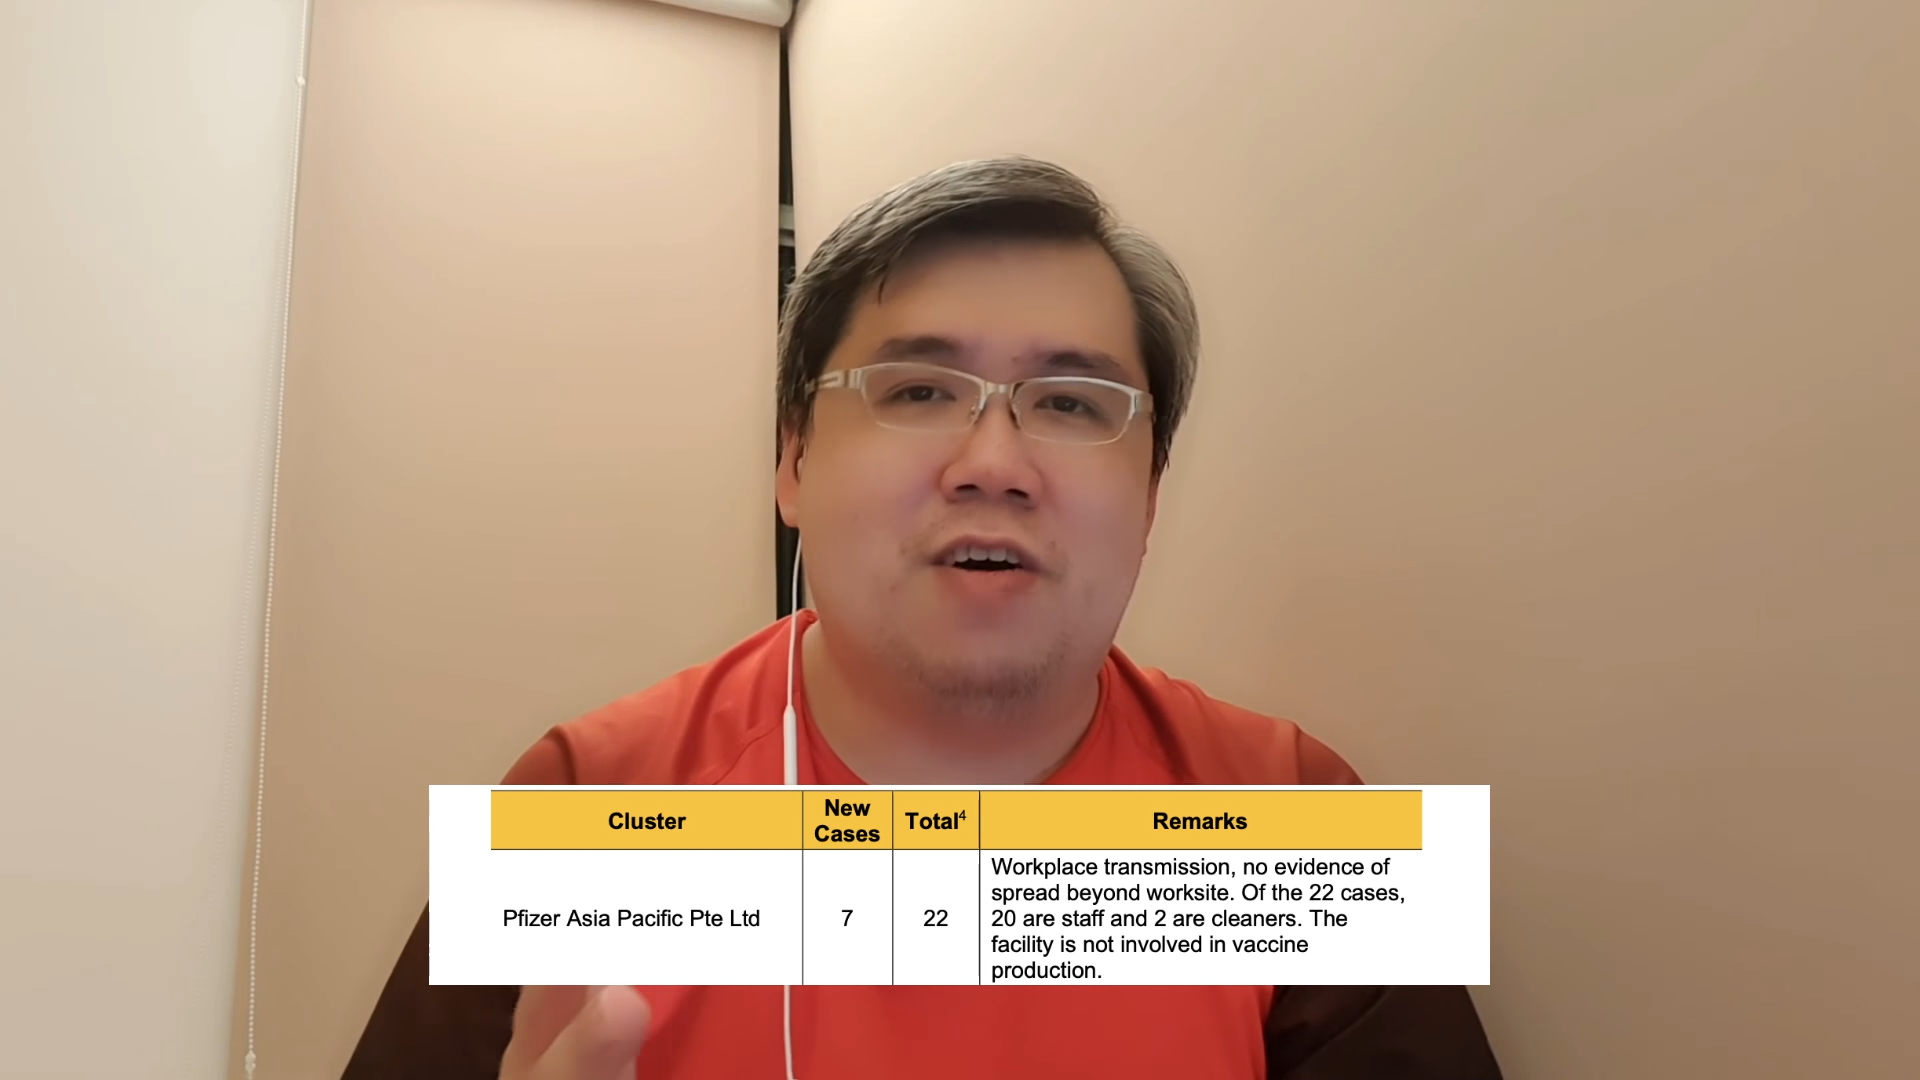 Cluster
New
Cases
Total4
Remarks
Pfizer Asia Pacific Pte Ltd
7
22
Workplace transmission, no evidence of
spread beyond worksite. Of the 22 cases,
20 are staff and 2 are cleaners. The
facility is not involved in vaccine
production.